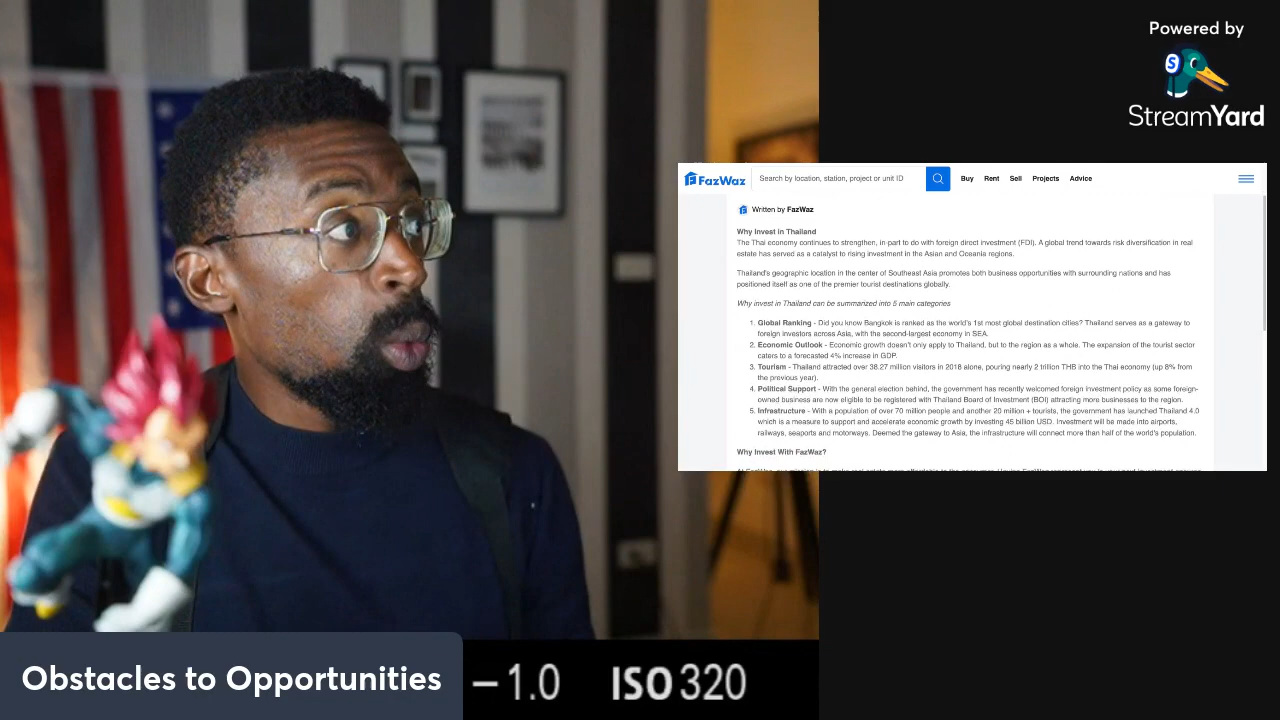 Powered by
StreamYard
FazWaz
Search by location, station, project or unit ID
Buy Rent Sell Projects Advice
Written by FazWaz
Why Invest in Thailand
The Thai economy continues to strengthen, in-part to do with foreign direct investment (FDI). A global trend towards risk diversification in real
estate has served as a catalyst to rising investment in the Asian and Oceania regions.
Thailand's geographic location in the center of Southeast Asia promotes both business opportunities with surrounding nations and has
positioned itself as one of the premier tourist destinations globally.
Why invest in Thailand can be summarized into 5 main categories
1. Global Ranking - Did you know Bangkok is ranked as the world's 1st most global destination cities? Thailand serves as a gateway to
foreign investors across Asia, with the second-largest economy in SEA.
2. Economic Outlook - Economic growth doesn't only apply to Thailand, but to the region as a whole. The expansion of the tourist sector
caters to a forecasted 4% increase in GDP.
3. Tourism - Thailand attracted over 38.27 million visitors in 2018 alone, pouring nearly 2 trillion THB into the Thai economy (up 8% from
the previous year).
4. Political Support - With the general election behind, the government has recently welcomed foreign investment policy as some foreign-
owned business are now eligible to be registered with Thailand Board of Investment (BOI) attracting more businesses to the region.
5. Infrastructure - With a population of over 70 million people and another 20 million + tourists, the government has launched Thailand 4.0
which is a measure to support and accelerate economic growth by investing 45 billion USD. Investment will be made into airports,
railways, seaports and motorways. Deemed the gateway to Asia, the infrastructure will connect more than half of the world's population.
Why Invest With FazWaz?
Obstacles to Opportunities
– 1.0 ISO 320